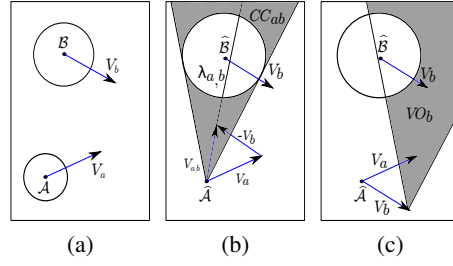 B
V_b
A
V_a
(a)
CC_ab
B̂
λ_a,b
V_b
-V_b
V_a,b
V_a
Â
(b)
B̂
V_b
VO_b
V_a
Â
V_b
(c)